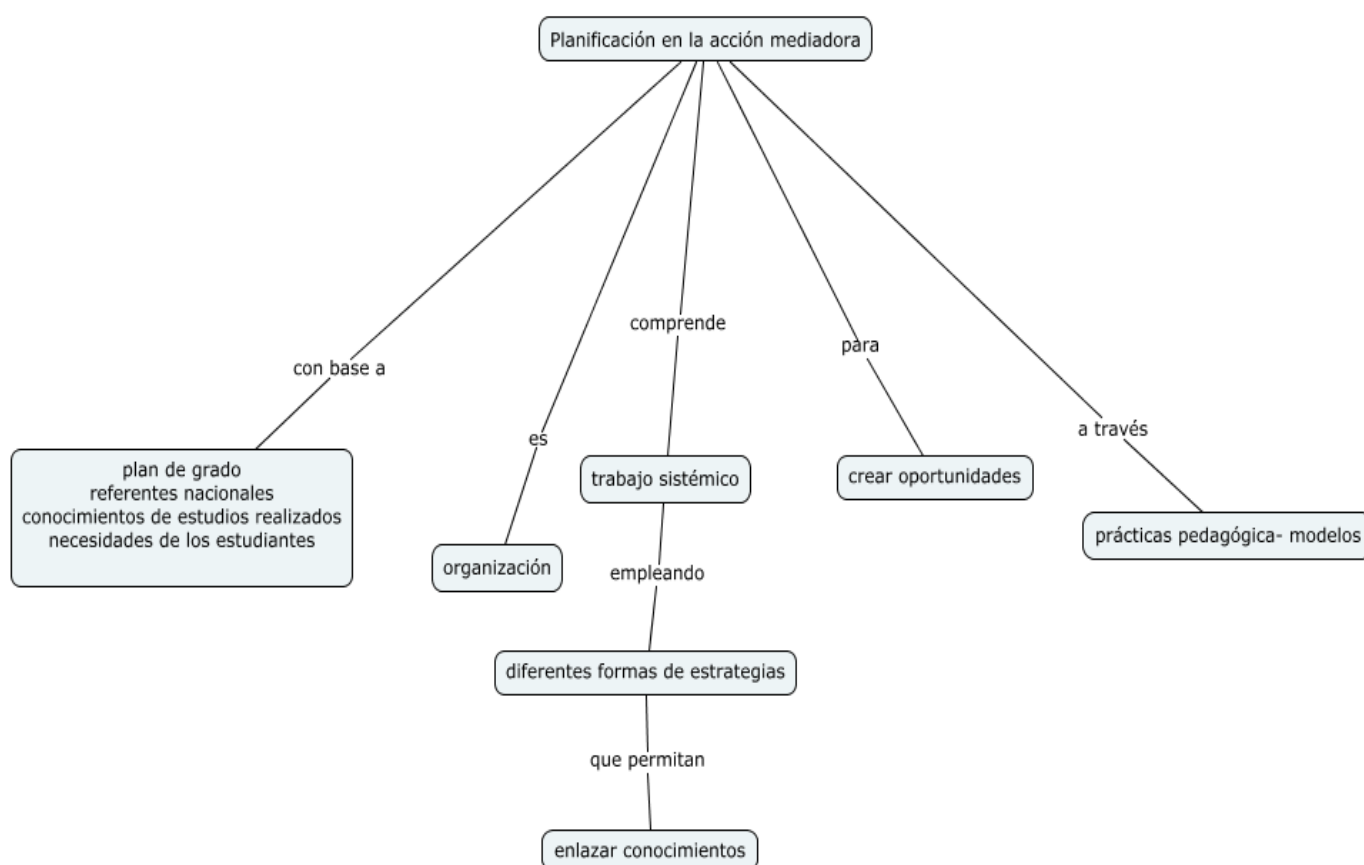 Planificación en la acción mediadora
comprende
para
con base a
a través
es
plan de grado
referentes nacionales
conocimientos de estudios realizados
necesidades de los estudiantes
trabajo sistémico
crear oportunidades
prácticas pedagógica- modelos
organización
empleando
diferentes formas de estrategias
que permitan
enlazar conocimientos